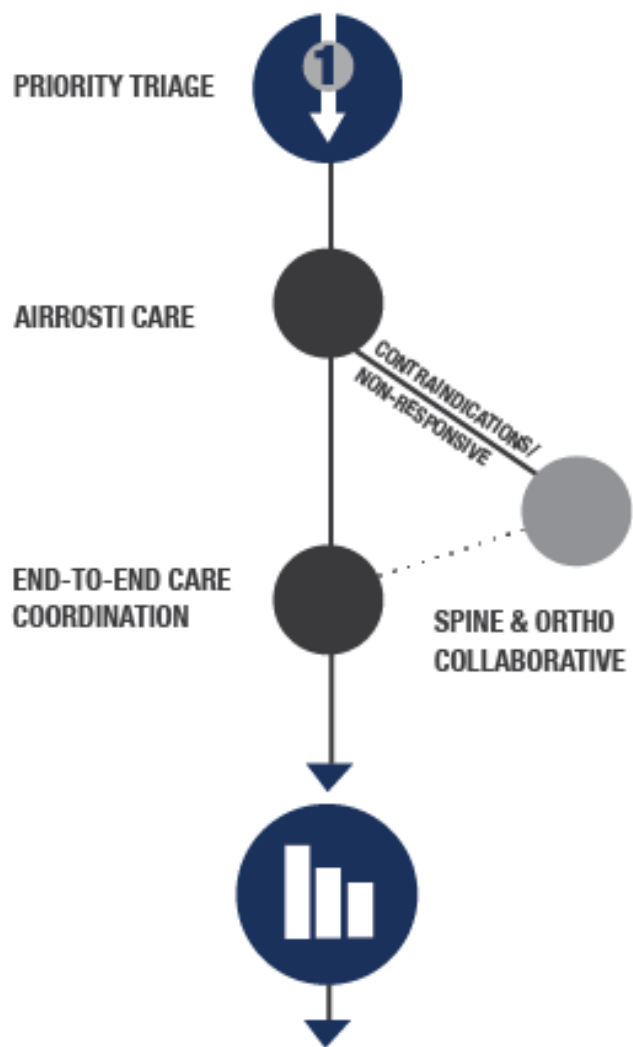 1
PRIORITY TRIAGE
AIRROSTI CARE
CONTRAINDICATIONS/
NON-RESPONSIVE
END-TO-END CARE
COORDINATION
SPINE & ORTHO
COLLABORATIVE